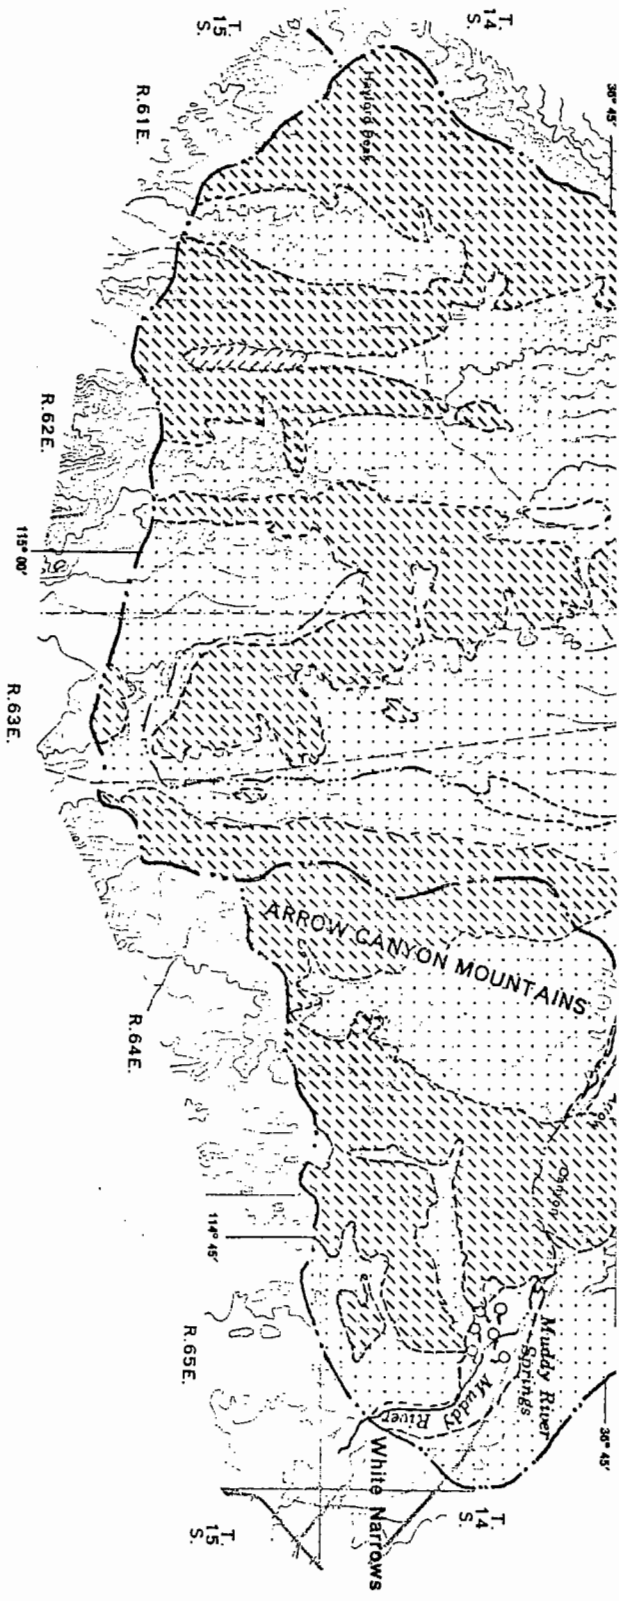 T.
14
S.
T.
15
S.
36° 45'
Hayford Peak
R.61E.
R.62E.
115° 00'
R.63E.
ARROW CANYON MOUNTAINS
R.64E.
Canyon
114° 45'
R.65E.
Muddy River
Springs
Muddy
River
36° 45'
White Narrows
T.
14
S.
T.
15
S.